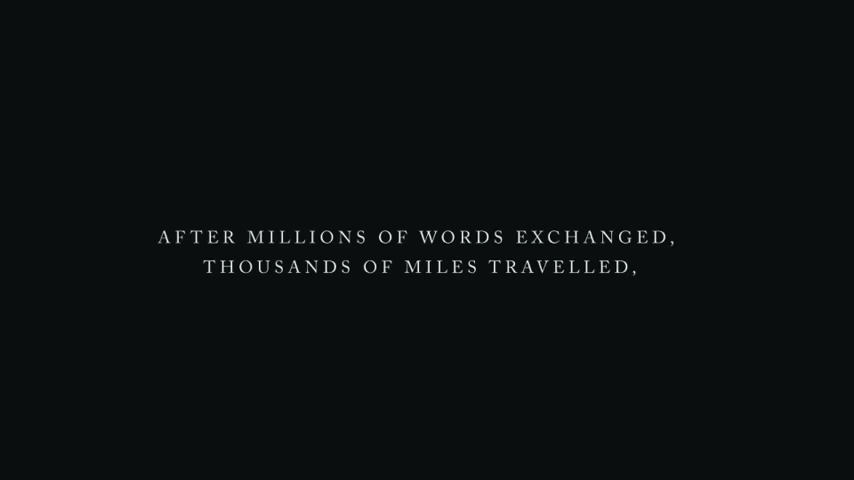 AFTER MILLIONS OF WORDS EXCHANGED,
THOUSANDS OF MILES TRAVELLED,